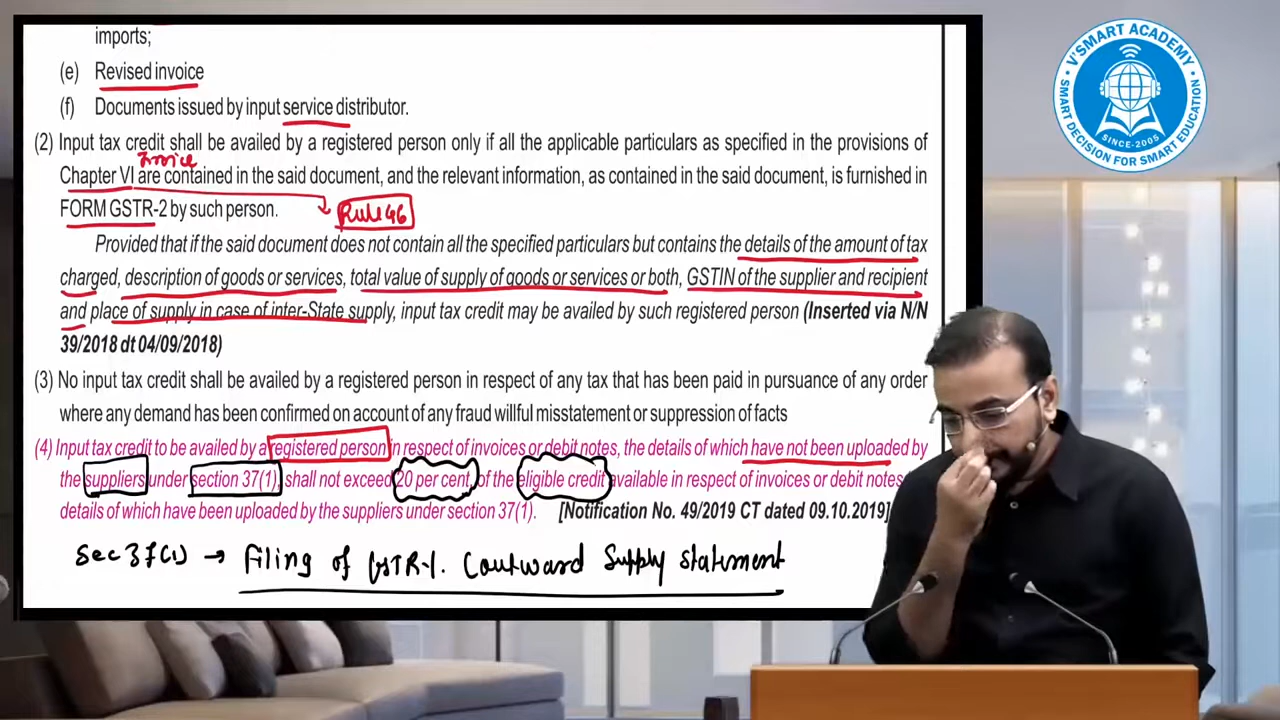 imports;
(e) Revised invoice
(f) Documents issued by input service distributor.
(2) Input tax credit shall be availed by a registered person only if all the applicable particulars as specified in the provisions of
Invoice
Chapter VI are contained in the said document, and the relevant information, as contained in the said document, is furnished in
FORM GSTR-2 by such person.
Rule 46
Provided that if the said document does not contain all the specified particulars but contains the details of the amount of tax
charged, description of goods or services, total value of supply of goods or services or both, GSTIN of the supplier and recipient
and place of supply in case of inter-State supply, input tax credit may be availed by such registered person (Inserted via N/N
39/2018 dt 04/09/2018)
(3) No input tax credit shall be availed by a registered person in respect of any tax that has been paid in pursuance of any order
where any demand has been confirmed on account of any fraud willful misstatement or suppression of facts
(4) Input tax credit to be availed by a registered person in respect of invoices or debit notes, the details of which have not been uploaded by
the suppliers under section 37(1), shall not exceed 20 per cent. of the eligible credit available in respect of invoices or debit notes
details of which have been uploaded by the suppliers under section 37(1). [Notification No. 49/2019 CT dated 09.10.2019]
Sec 37(1) → Filing of GSTR-1. Coutward Supply Statement
V'SMART ACADEMY
SINCE-2005
SMART DECISION FOR SMART EDUCATION